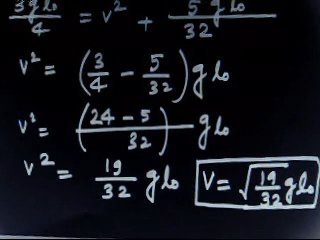 3gl₀/4 = v² + 5gl₀/32
v² = (3/4 - 5/32) gl₀
v² = (24 - 5/32) gl₀
v² = 19/32 gl₀
v = √19/32 gl₀